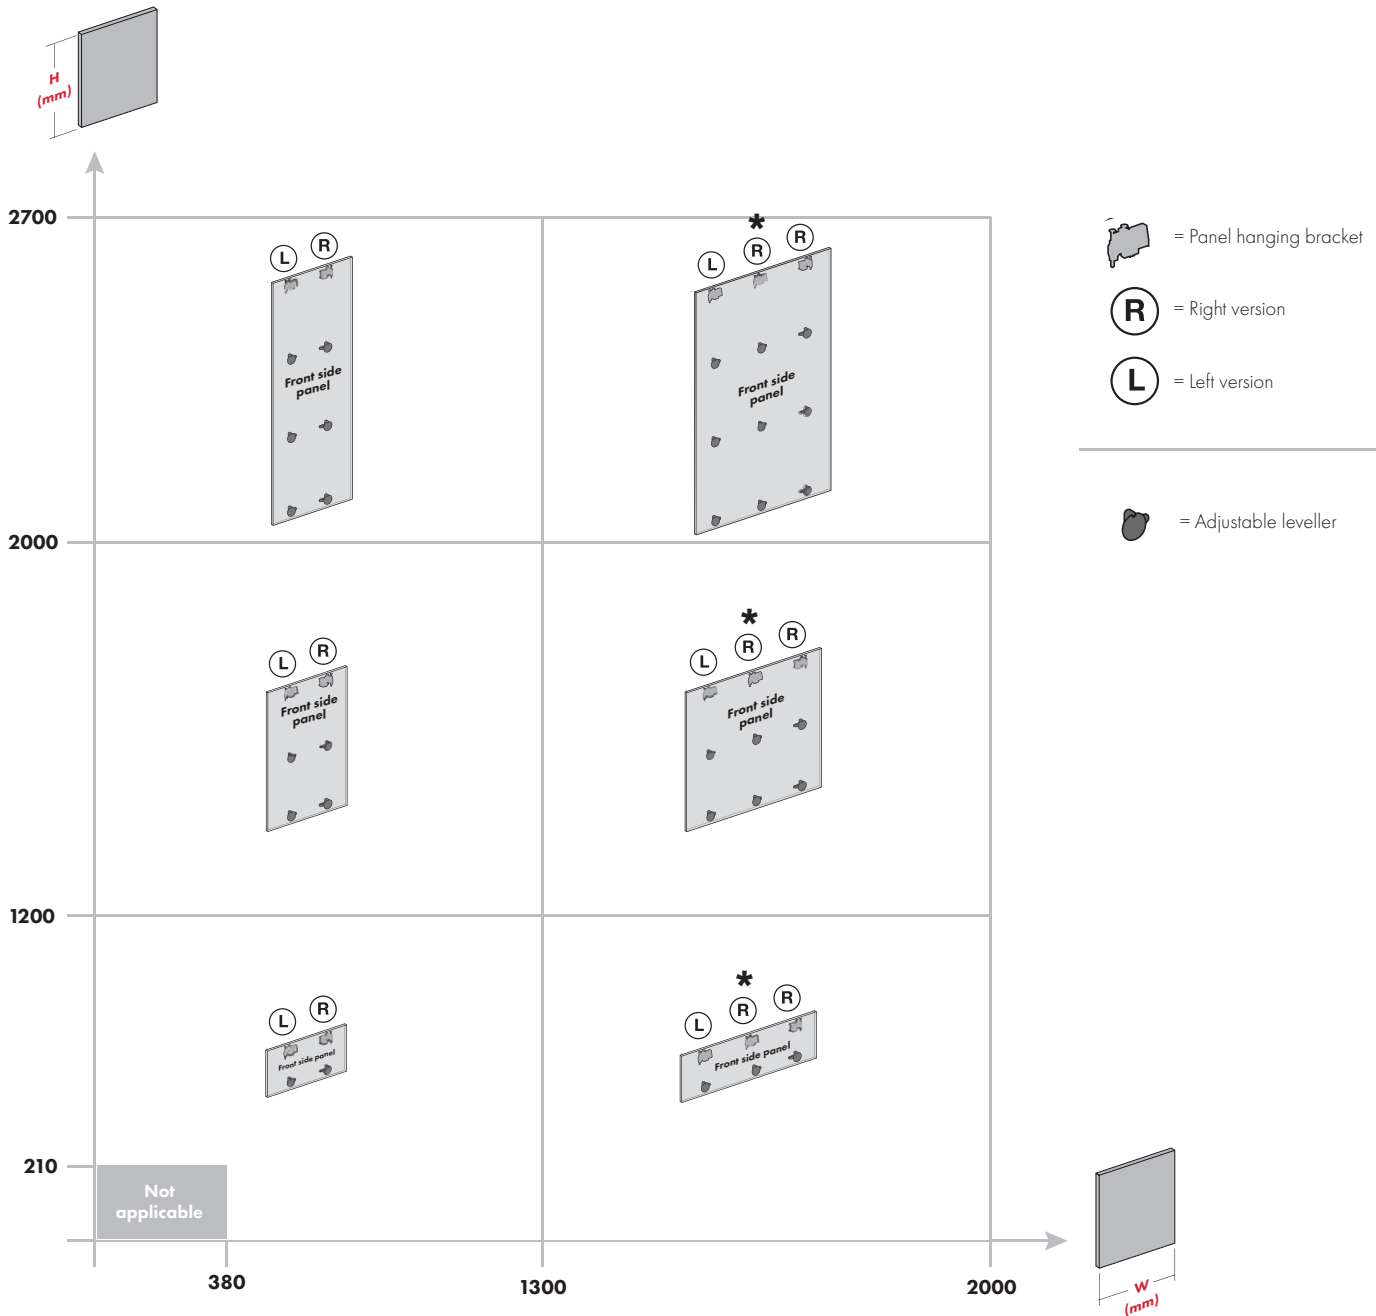 H
(mm)
2700
L
R
*
L
R
R
= Panel hanging bracket
R
= Right version
L
= Left version
Front side
panel
Front side
panel
= Adjustable leveller
2000
L
R
*
L
R
R
Front side
panel
Front side
panel
1200
L
R
*
L
R
R
Front side panel
Front side panel
210
Not
applicable
380
1300
2000
W
(mm)